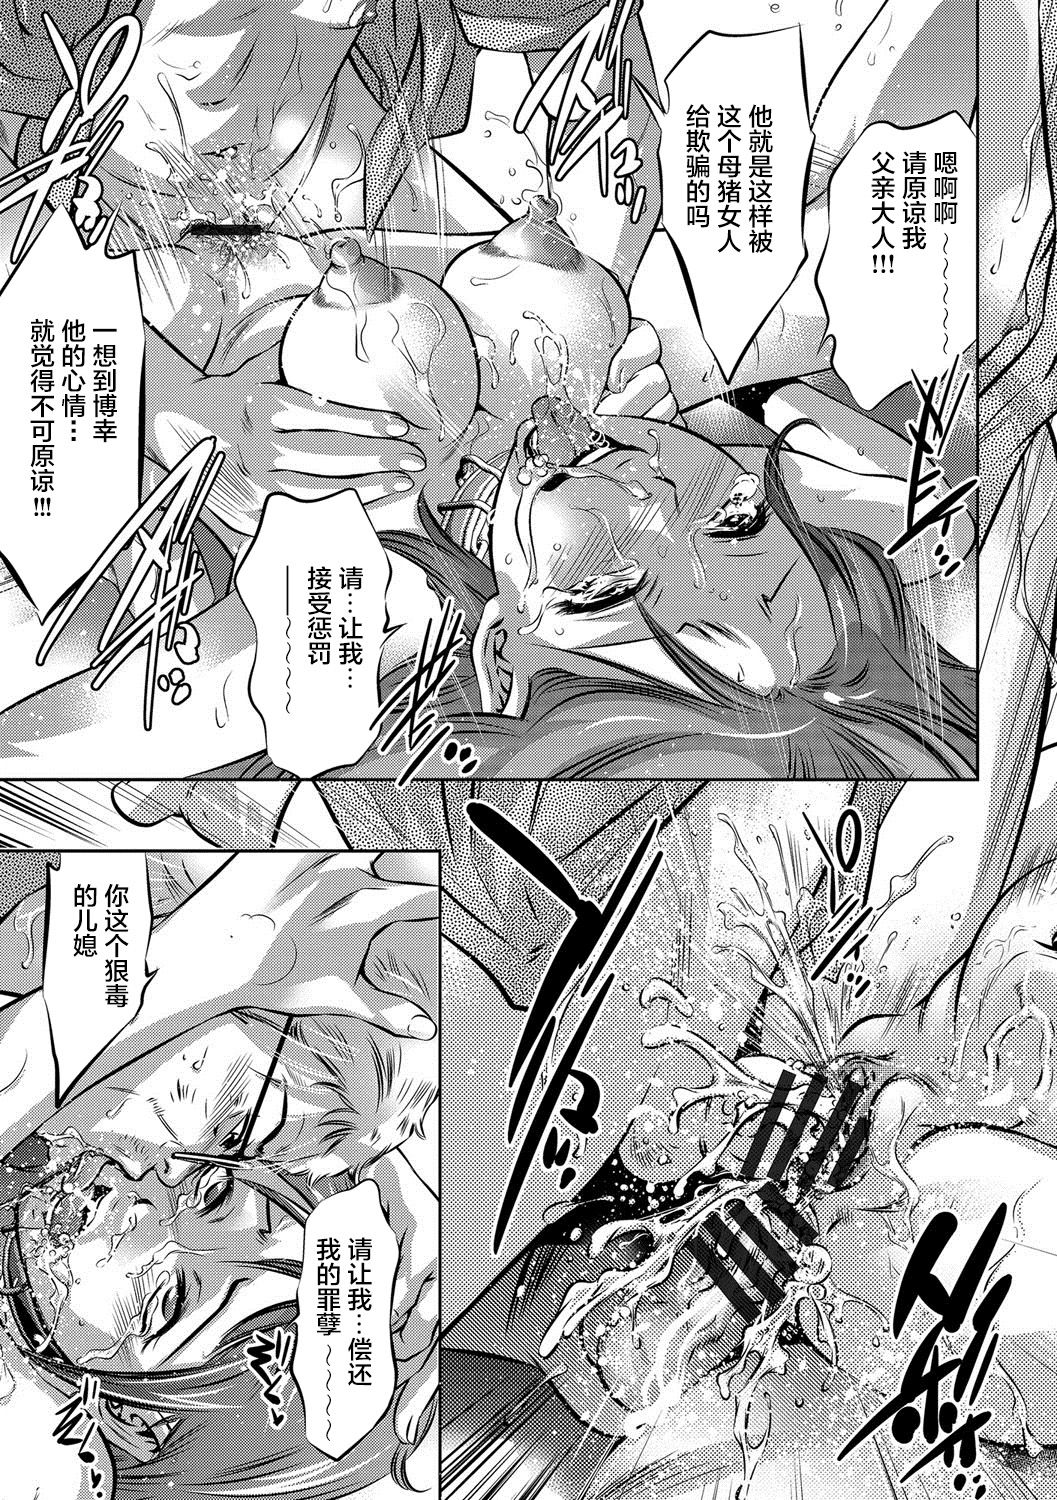 嗯啊啊～～～～～
请原谅我
父亲大人!!!
他就是这样被
这个母猪女人
给欺骗的吗
一想到博幸
他的心情…
就觉得不可原谅!!!
请…让我…
接受惩罚
——～～～～
你这个狠毒
的儿媳
请让我…偿还
我的罪孽～～～～